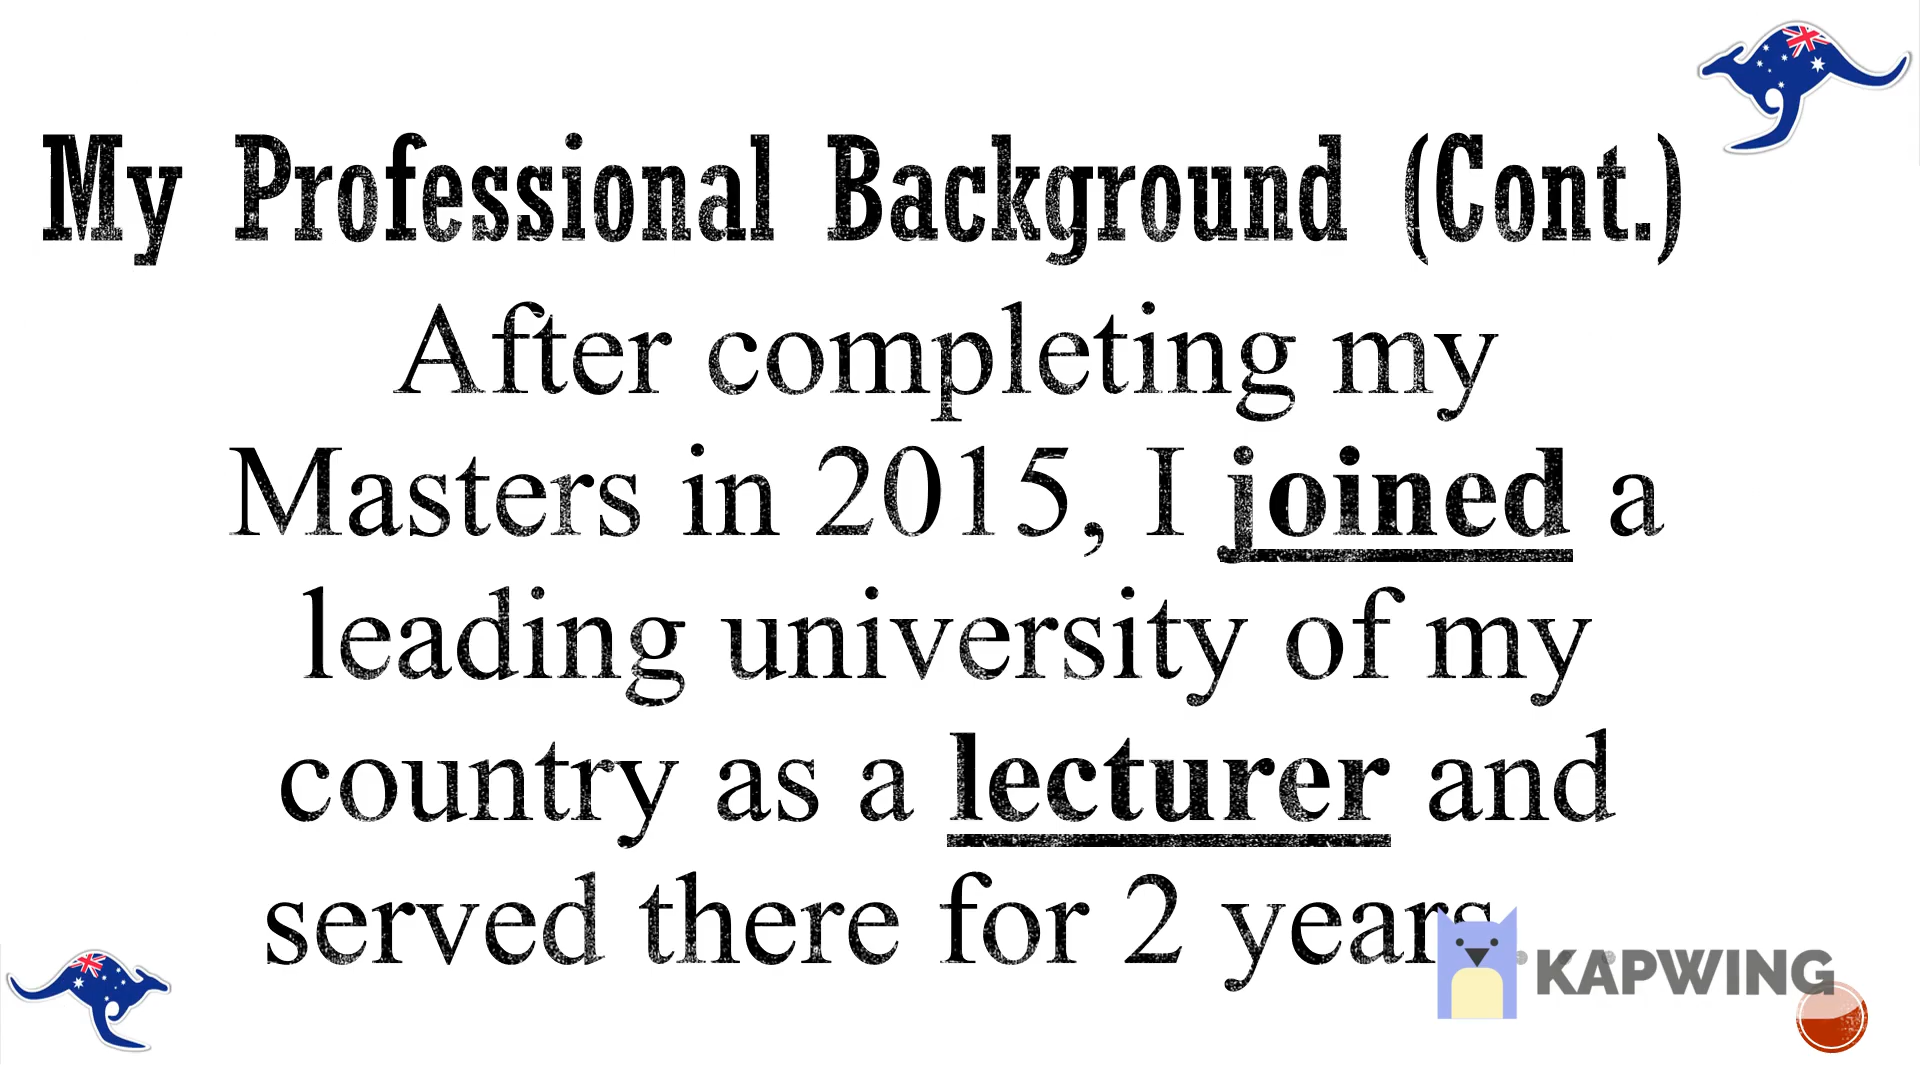 My Professional Background (Cont.)
After completing my
Masters in 2015, I joined a
leading university of my
country as a lecturer and
served there for 2 years
KAPWING